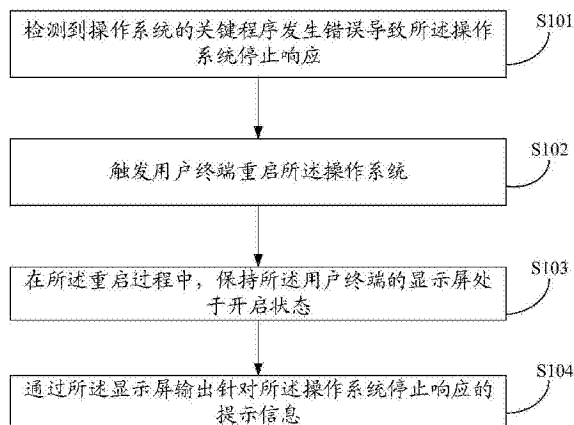 检测到操作系统的关键程序发生错误导致所述操作
系统停止响应
S101
触发用户终端重启所述操作系统
S102
在所述重启过程中，保持所述用户终端的显示屏处
于开启状态
S103
通过所述显示屏输出针对所述操作系统停止响应的
提示信息
S104